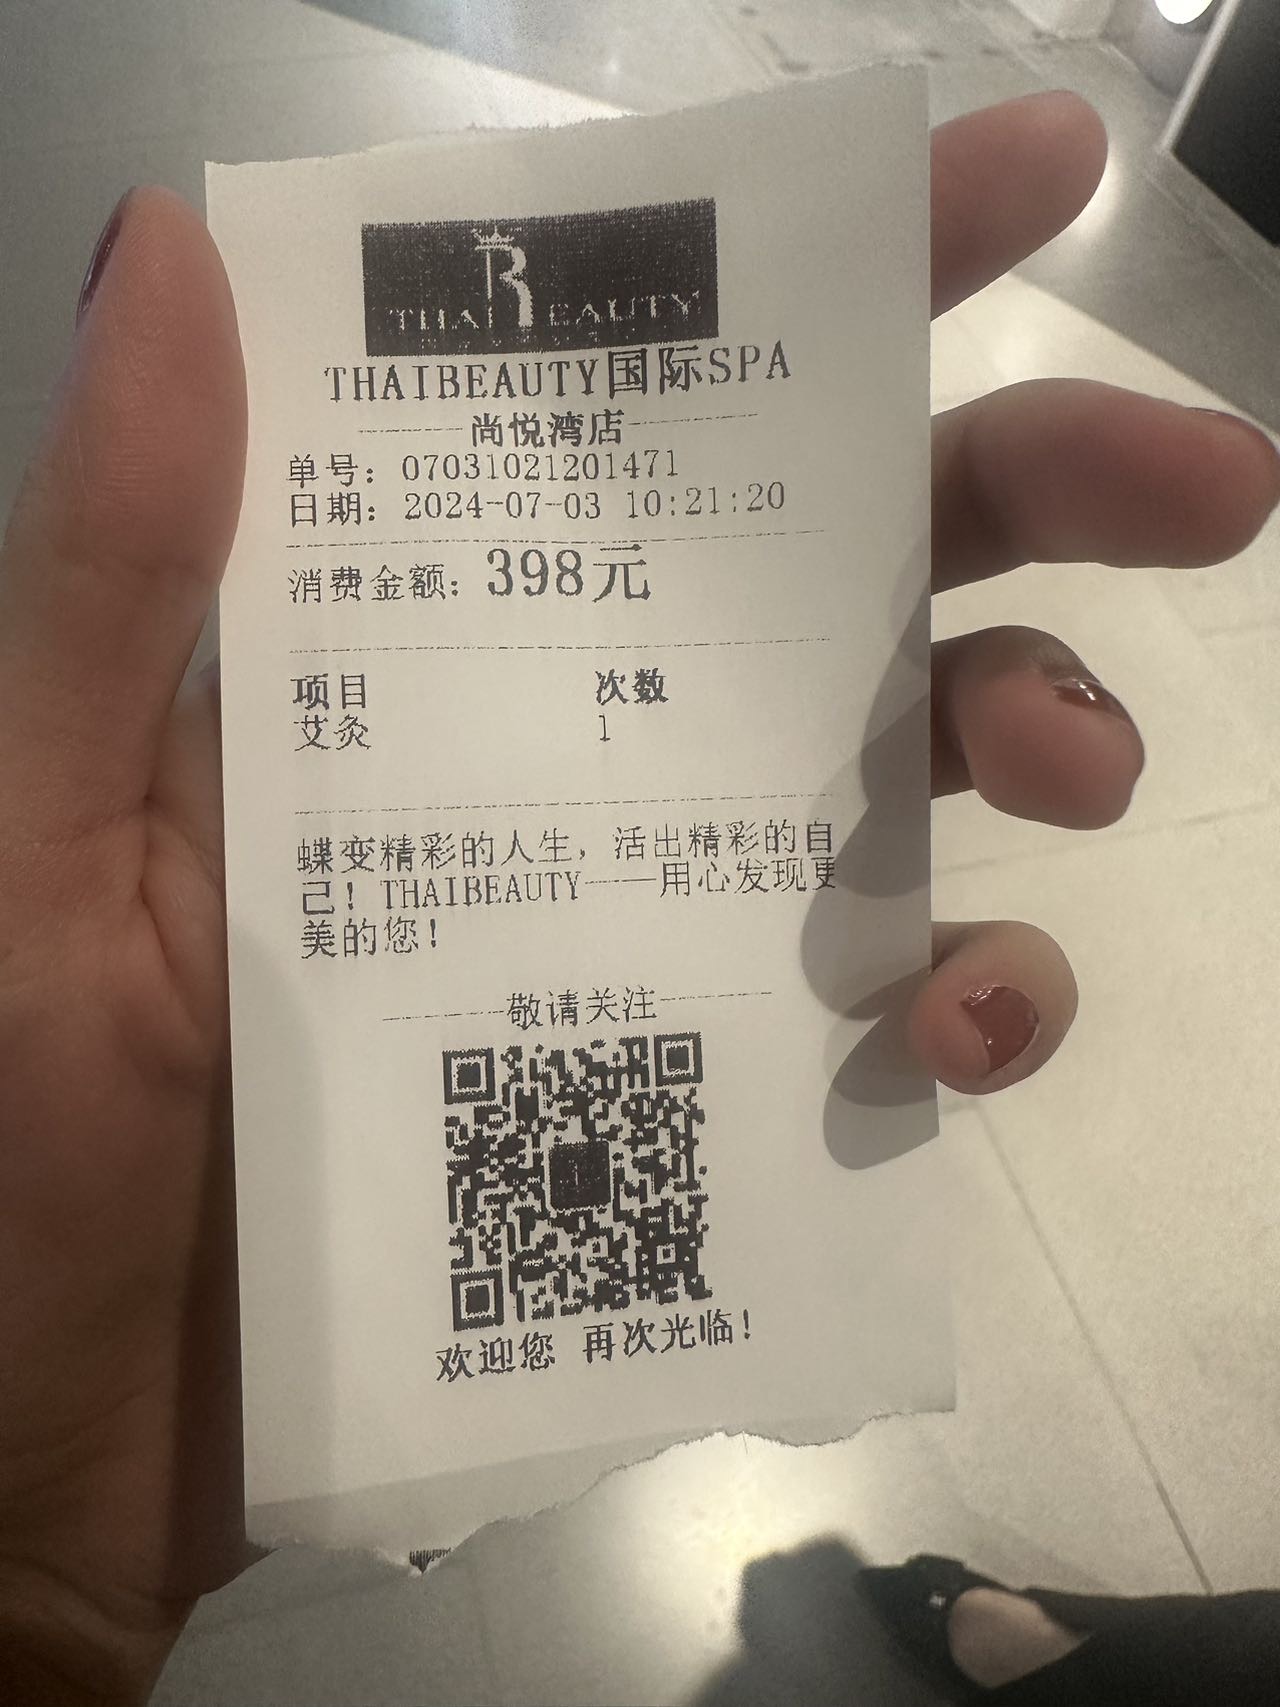 THAI BEAUTY
THAIBEAUTY国际SPA
尚悦湾店
单号：07031021201471
日期：2024-07-03 10:21:20
消费金额：398元
项目 次数
艾灸 1
蝶变精彩的人生，活出精彩的自
己！THAIBEAUTY——用心发现更
美的您！
敬请关注
欢迎您 再次光临！